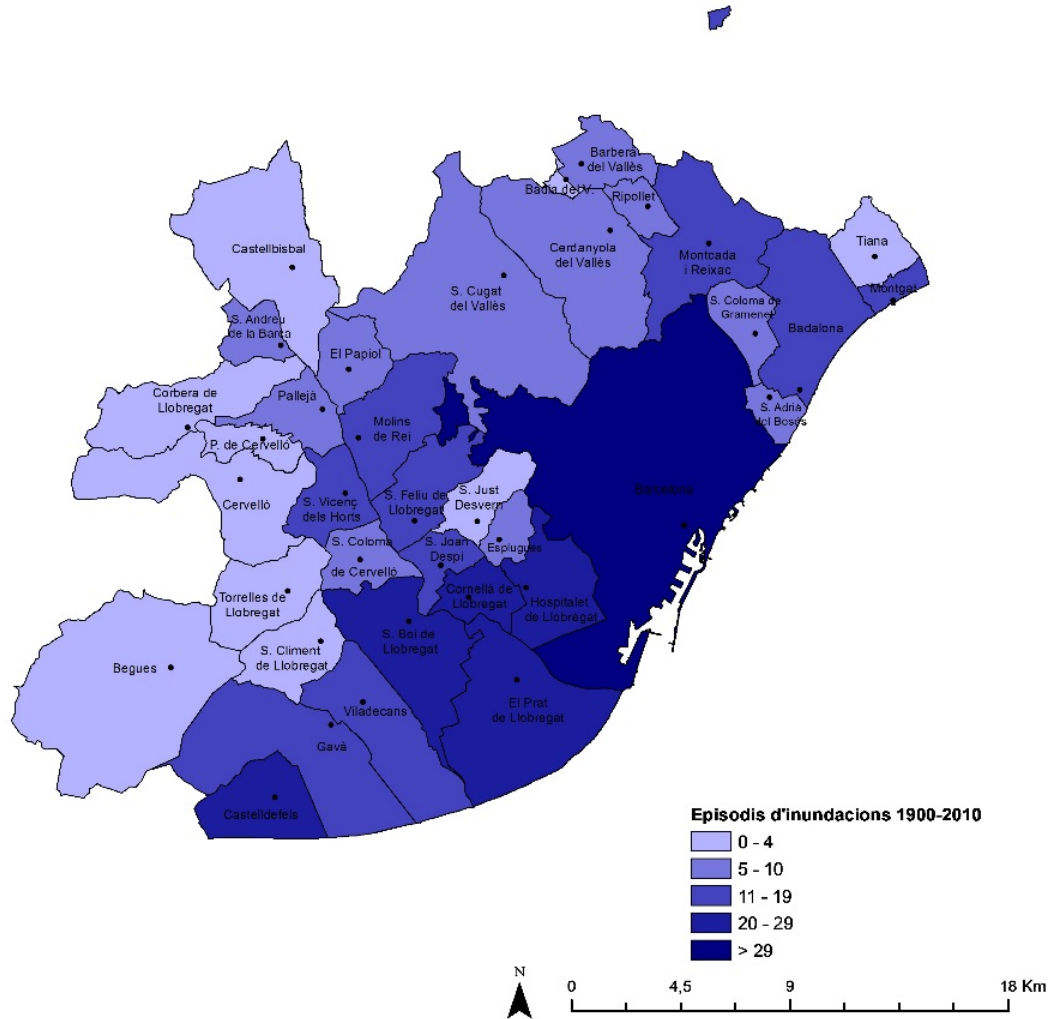 Barberà
del Vallès
Badia del V.
Ripollet
Tiana
Castellbisbal
Cerdanyola
del Vallès
Montcada
i Reixac
S. Cugat
del Vallès
Montgat
S. Coloma de
Gramenet
Badalona
S. Andreu
de la Barca
El Papiol
Corbera de
Llobregat
Pallejà
S. Adrià
del Besòs
Molins
de Rei
P. de Cervelló
Cervelló
S. Vicenç
dels Horts
S. Feliu de
Llobregat
S. Just
Desvern
Barcelona
S. Coloma
de Cervelló
S. Joan
Despi
Esplugues
Torrelles de
Llobregat
Cornellà de
Llobregat
Hospitalet
de Llobregat
S. Boi de
Llobregat
S. Climent
de Llobregat
Begues
El Prat
de Llobregat
Viladecans
Gavà
Castelldefels
Episodis d'inundacions 1900-2010
0 - 4
5 - 10
11 - 19
20 - 29
> 29
N
0 4,5 9 18 Km